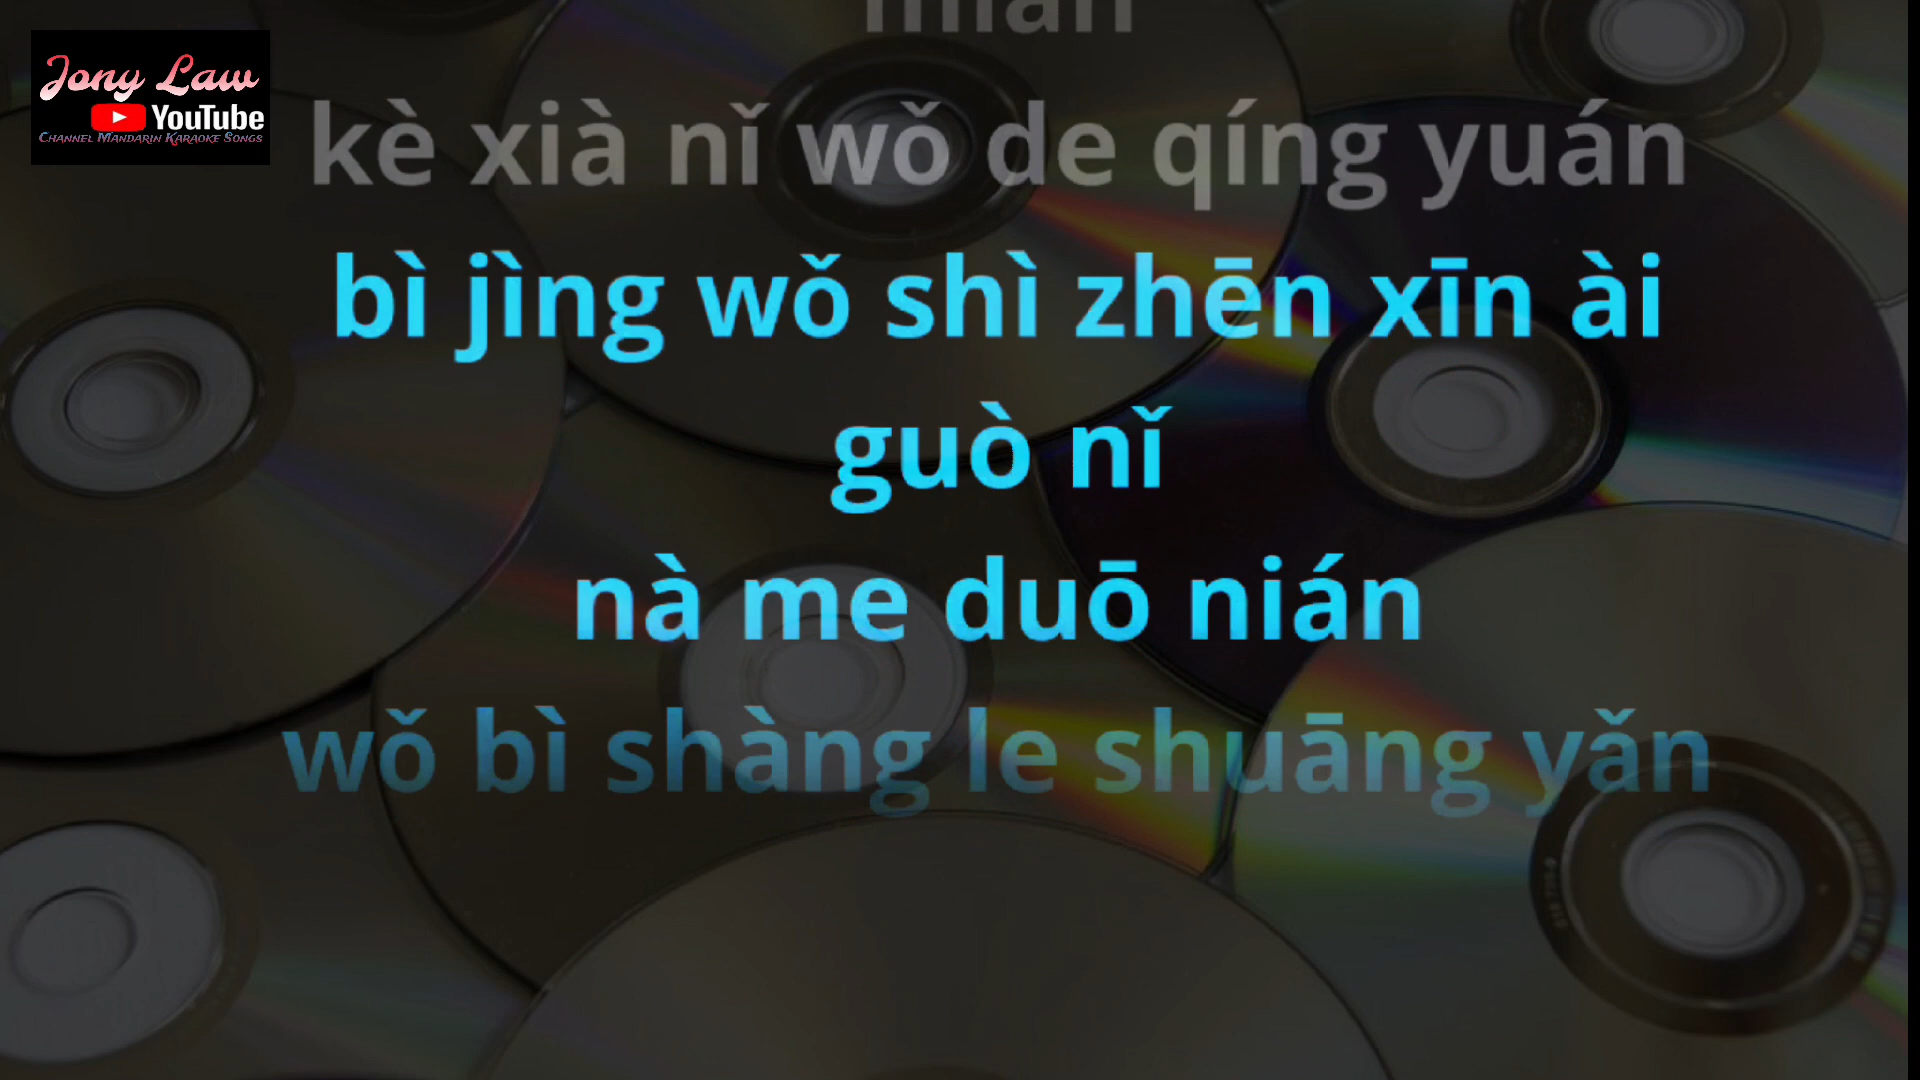 Jony Law
YouTube
Channel Mandarin Karaoke Songs
kè xià nǐ wǒ de qíng yuán
bì jìng wǒ shì zhēn xīn ài
guò nǐ
nà me duō nián
wǒ bì shàng le shuāng yǎn